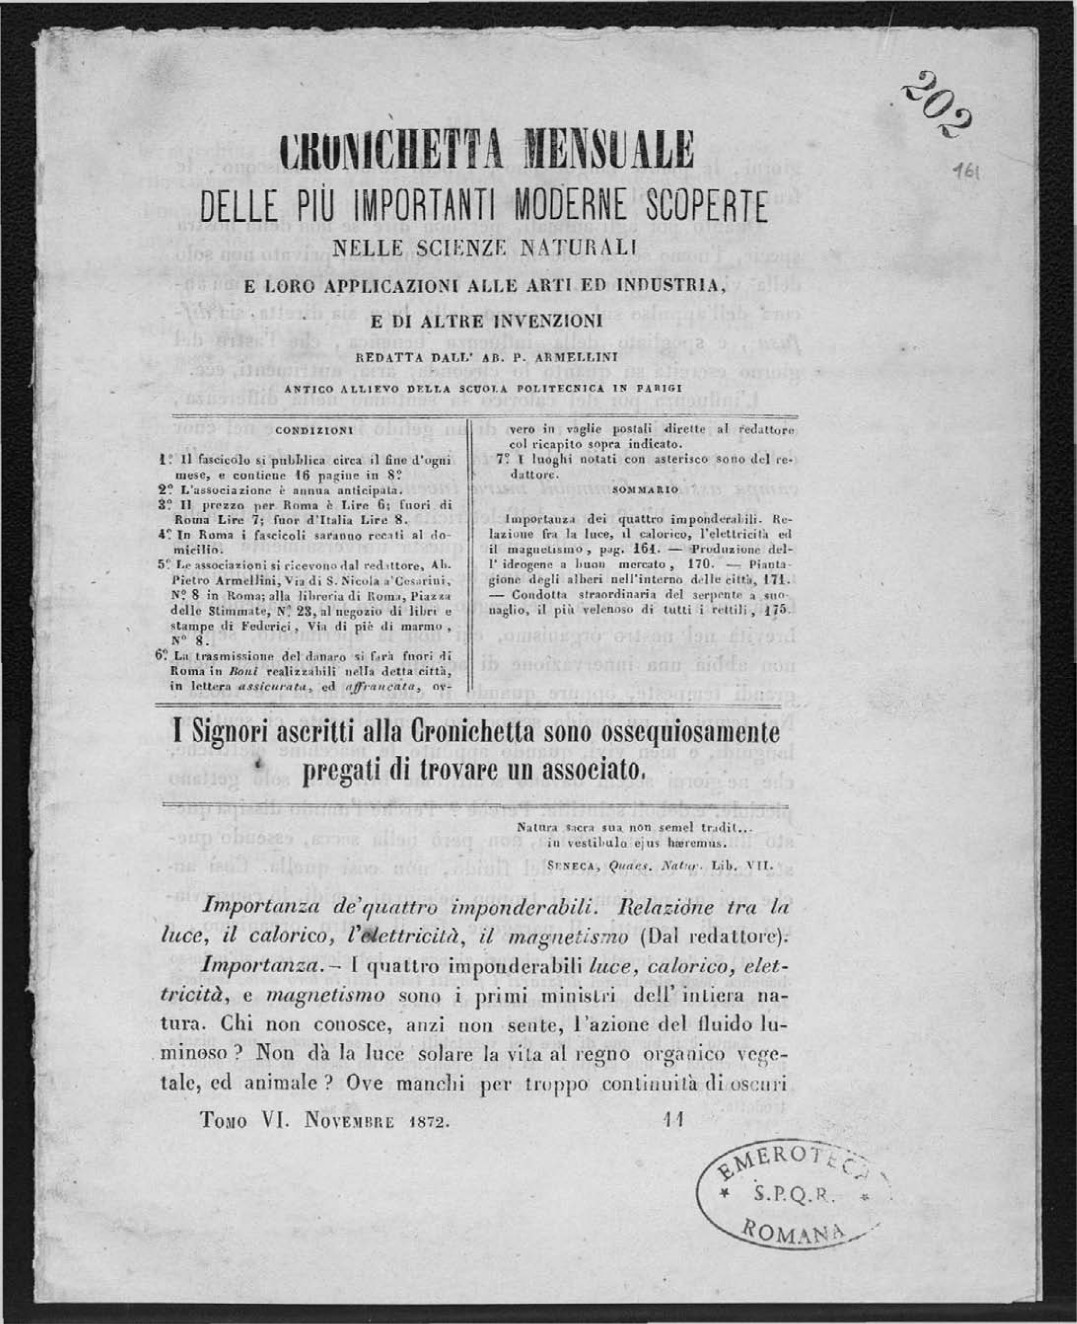 202
161
CRONICHETTA MENSUALE
DELLE PIÙ IMPORTANTI MODERNE SCOPERTE
NELLE SCIENZE NATURALI
E LORO APPLICAZIONI ALLE ARTI ED INDUSTRIA,
E DI ALTRE INVENZIONI
REDATTA DALL' AB. P. ARMELLINI
ANTICO ALLIEVO DELLA SCUOLA POLITECNICA IN PARIGI
CONDIZIONI
1.° Il fascicolo si pubblica circa il fine d'ogni
mese, e contiene 16 pagine in 8.°
2.° L'associazione è annua anticipata.
3.° Il prezzo per Roma è Lire 6; fuori di
Roma Lire 7; fuor d'Italia Lire 8.
4.° In Roma i fascicoli saranno recati al do-
micilio.
5.° Le associazioni si ricevono dal redattore, Ab.
Pietro Armellini, Via di S. Nicola a'Cesarini,
N.° 8 in Roma; alla libreria di Roma, Piazza
delle Stimmate, N.° 23, al negozio di libri e
stampe di Federici, Via di piè di marmo,
N° 8.
6.° La trasmissione del danaro si farà fuori di
Roma in Boni realizzabili nella detta città,
in lettera assicurata, ed affrancata, ov-
vero in vaglie postali dirette al redattore
col ricapito sopra indicato.
7.° I luoghi notati con asterisco sono del re-
dattore.
SOMMARIO
Importanza dei quattro imponderabili. Re-
lazione fra la luce, il calorico, l'elettricità ed
il magnetismo, pag. 161. — Produzione del-
l' idrogene a buon mercato, 170. — Pianta-
gione degli alberi nell'interno delle città, 171.
— Condotta straordinaria del serpente a suo-
naglio, il più velenoso di tutti i rettili, 175.
I Signori ascritti alla Cronichetta sono ossequiosamente
pregati di trovare un associato.
Natura sacra sua non semel tradit...
in vestibulo ejus hæremus.
SENECA, Quaes. Natur. Lib. VII.
Importanza de'quattro imponderabili. Relazione tra la
luce, il calorico, l'elettricità, il magnetismo (Dal redattore).
Importanza. – I quattro imponderabili luce, calorico, elet-
tricità, e magnetismo sono i primi ministri dell' intiera na-
tura. Chi non conosce, anzi non sente, l'azione del fluido lu-
minoso ? Non dà la luce solare la vita al regno organico vege-
tale, ed animale ? Ove manchi per troppo continuità di oscuri
TOMO VI. NOVEMBRE 1872. 11
EMEROTECA
* S.P.Q.R. *
ROMANA